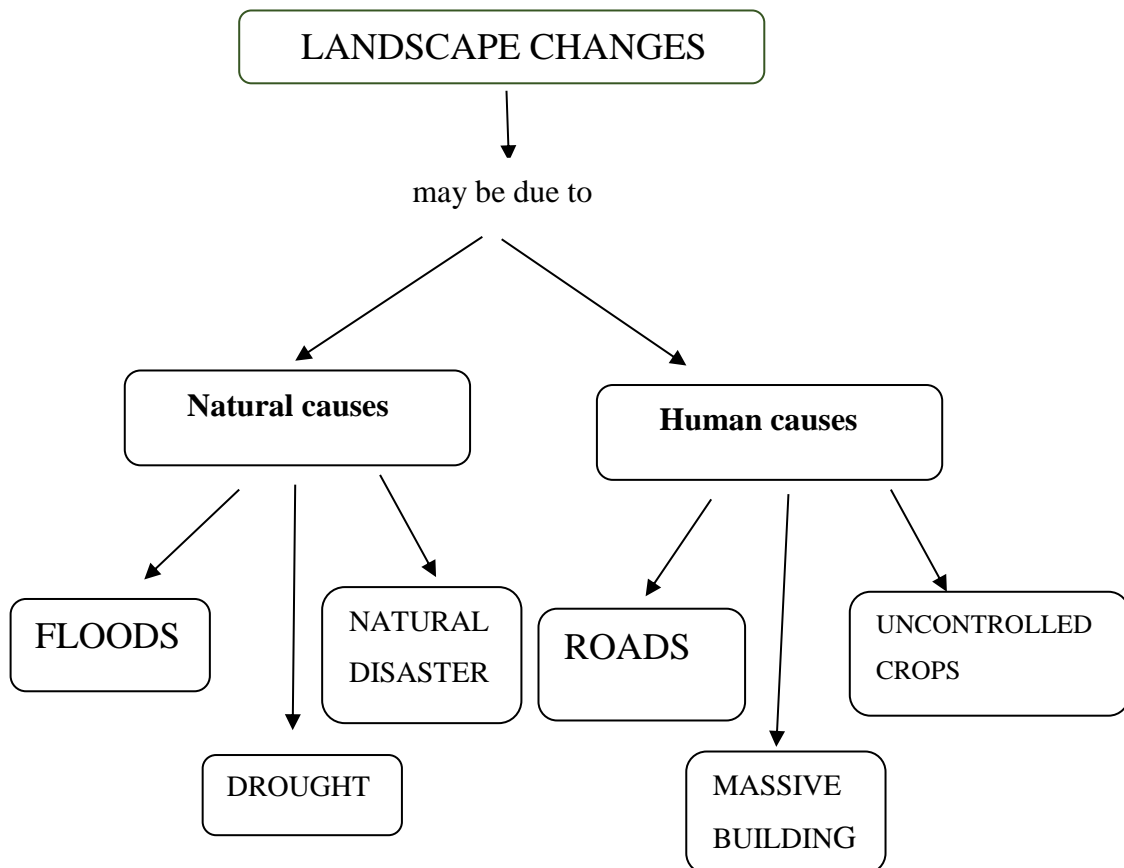 LANDSCAPE CHANGES
may be due to
Natural causes
Human causes
FLOODS
NATURAL
DISASTER
ROADS
UNCONTROLLED
CROPS
DROUGHT
MASSIVE
BUILDING